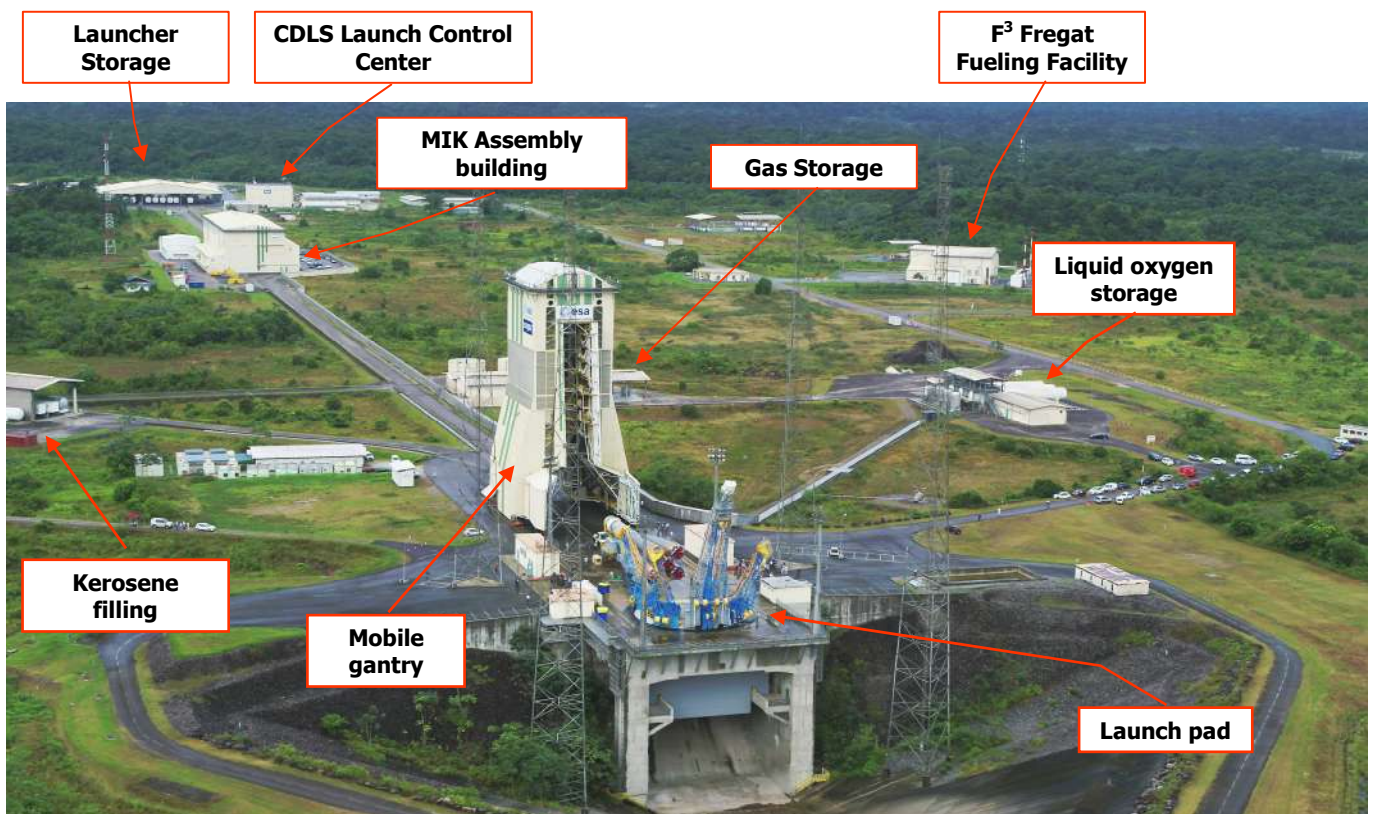 Launcher
Storage
CDLS Launch Control
Center
F³ Fregat
Fueling Facility
MIK Assembly
building
Gas Storage
Liquid oxygen
storage
esa
Kerosene
filling
Mobile
gantry
Launch pad